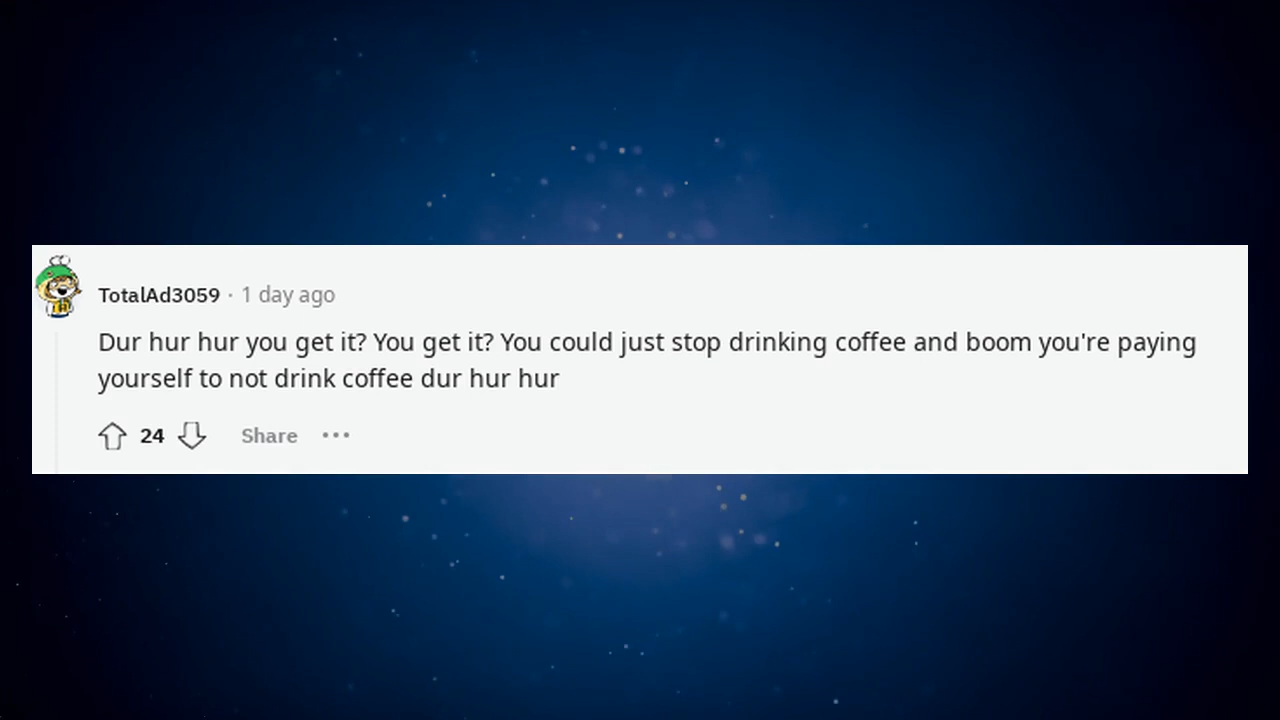 TotalAd3059 · 1 day ago
Dur hur hur you get it? You get it? You could just stop drinking coffee and boom you're paying
yourself to not drink coffee dur hur hur
24 Share •••